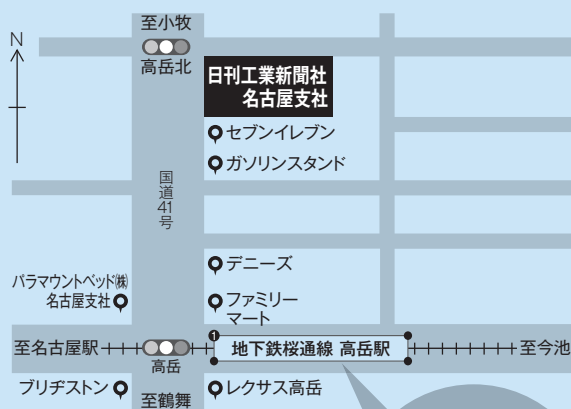 至小牧
N
高岳北
日刊工業新聞社
名古屋支社
セブンイレブン
ガソリンスタンド
国道41号
デニーズ
パラマウントベッド㈱
名古屋支社
ファミリー
マート
1
至名古屋駅
地下鉄桜通線 高岳駅
至今池
高岳
ブリヂストン
至鶴舞
レクサス高岳